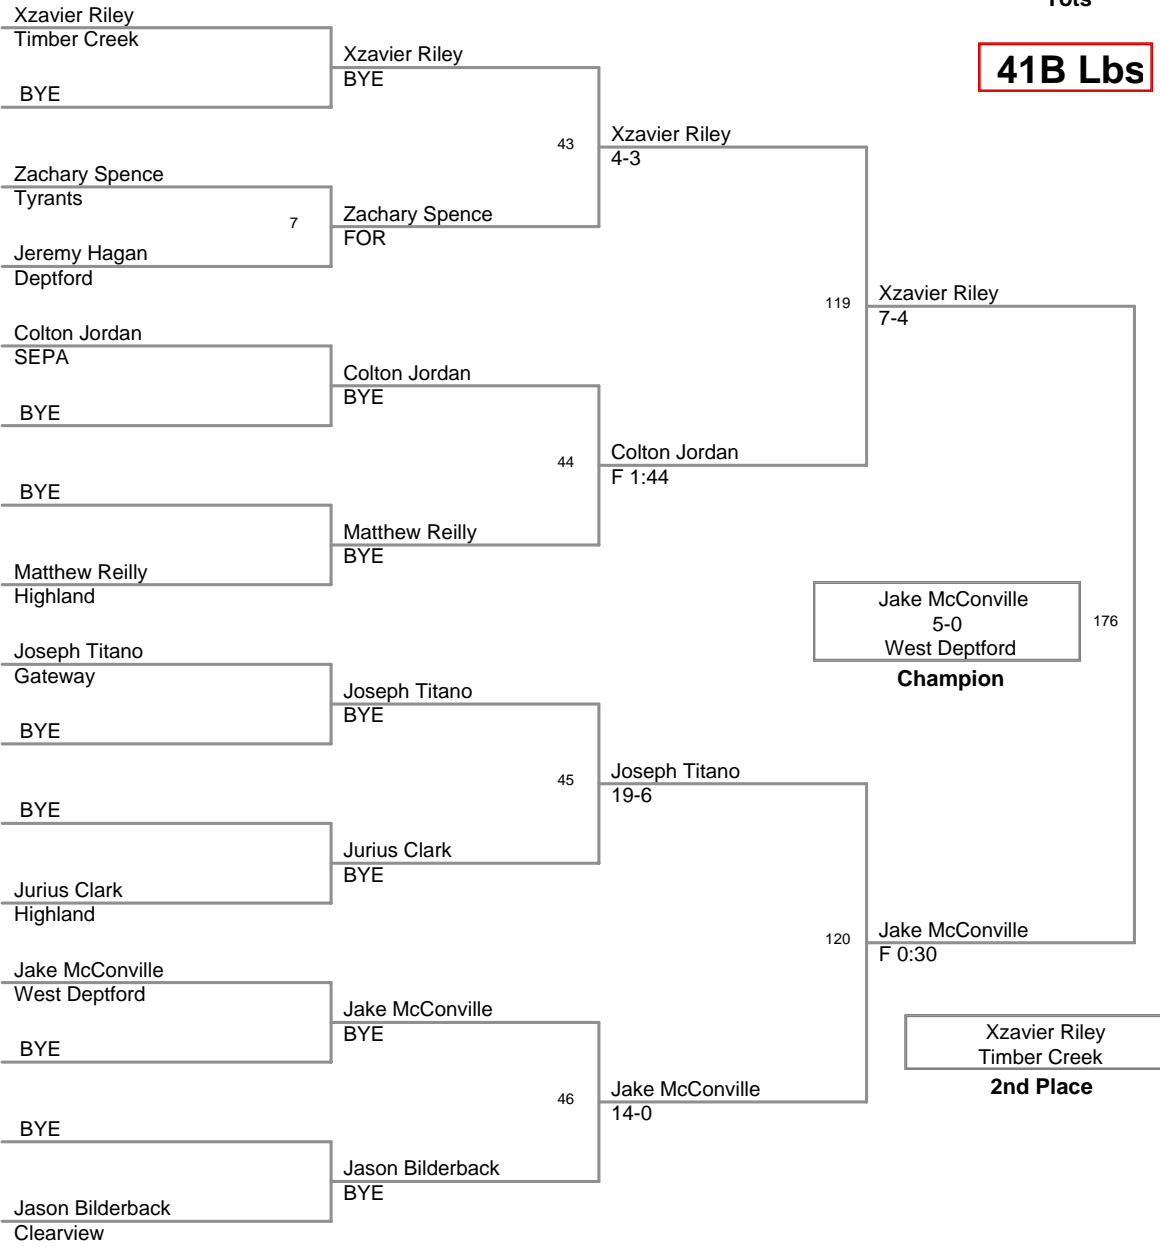 Tots
41B Lbs
Xzavier Riley
Timber Creek
BYE
Zachary Spence
Tyrants
7
Jeremy Hagan
Deptford
Colton Jordan
SEPA
BYE
BYE
Matthew Reilly
Highland
Joseph Titano
Gateway
BYE
BYE
Jurius Clark
Highland
Jake McConville
West Deptford
BYE
BYE
Jason Bilderback
Clearview
Xzavier Riley
BYE
43
Zachary Spence
FOR
Colton Jordan
BYE
44
Matthew Reilly
BYE
Joseph Titano
BYE
45
Jurius Clark
BYE
Jake McConville
BYE
46
Jason Bilderback
BYE
Xzavier Riley
4-3
119
Colton Jordan
F 1:44
Joseph Titano
19-6
120
Jake McConville
14-0
Xzavier Riley
7-4
176
Jake McConville
F 0:30
Jake McConville
5-0
West Deptford
Champion
Xzavier Riley
Timber Creek
2nd Place